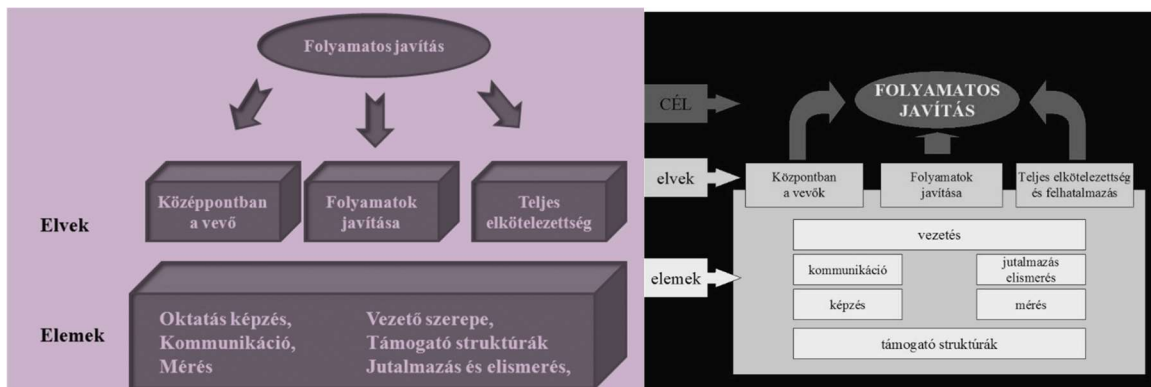 Folyamatos javítás
Elvek
Középpontban
a vevő
Folyamatok
javítása
Teljes
elkötelezettség
Elemek
Oktatás képzés,
Kommunikáció,
Mérés
Vezető szerepe,
Támogató struktúrák
Jutalmazás és elismerés,
CÉL
FOLYAMATOS
JAVÍTÁS
elvek
Központban
a vevők
Folyamatok
javítása
Teljes elkötelezettség
és felhatalmazás
elemek
vezetés
kommunikáció
jutalmazás
elismerés
képzés
mérés
támogató struktúrák